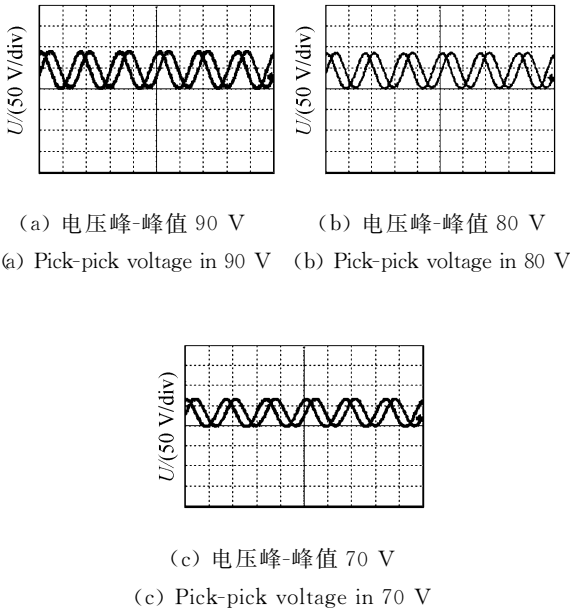 U/(50 V/div)
U/(50 V/div)
(a) 电压峰-峰值 90 V
(b) 电压峰-峰值 80 V
a) Pick-pick voltage in 90 V
(b) Pick-pick voltage in 80 V
U/(50 V/div)
(c) 电压峰-峰值 70 V
(c) Pick-pick voltage in 70 V